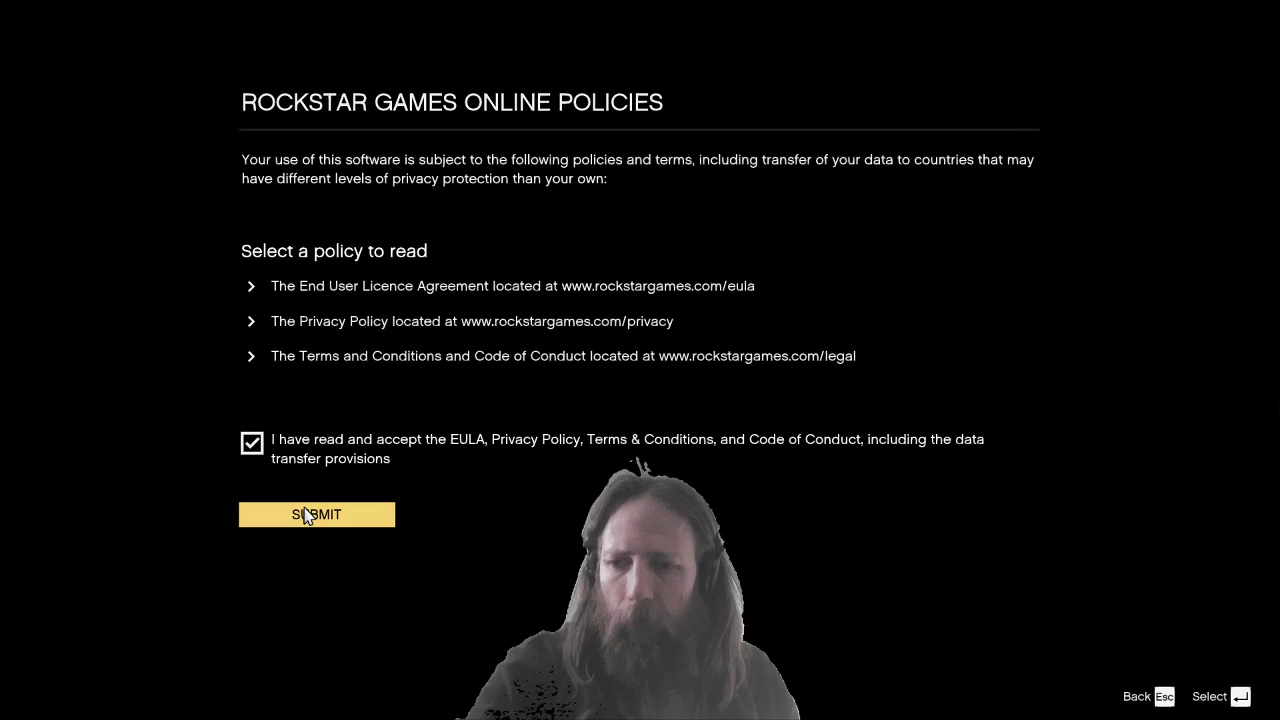 ROCKSTAR GAMES ONLINE POLICIES
Your use of this software is subject to the following policies and terms, including transfer of your data to countries that may
have different levels of privacy protection than your own:
Select a policy to read
The End User Licence Agreement located at www.rockstargames.com/eula
The Privacy Policy located at www.rockstargames.com/privacy
The Terms and Conditions and Code of Conduct located at www.rockstargames.com/legal
I have read and accept the EULA, Privacy Policy, Terms & Conditions, and Code of Conduct, including the data
transfer provisions
SUBMIT
Back Esc Select